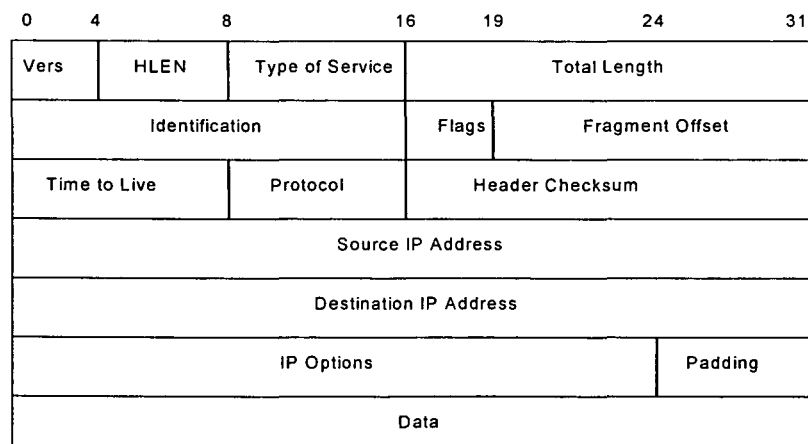 0 4 8 16 19 24 31
Vers HLEN Type of Service Total Length
Identification Flags Fragment Offset
Time to Live Protocol Header Checksum
Source IP Address
Destination IP Address
IP Options Padding
Data